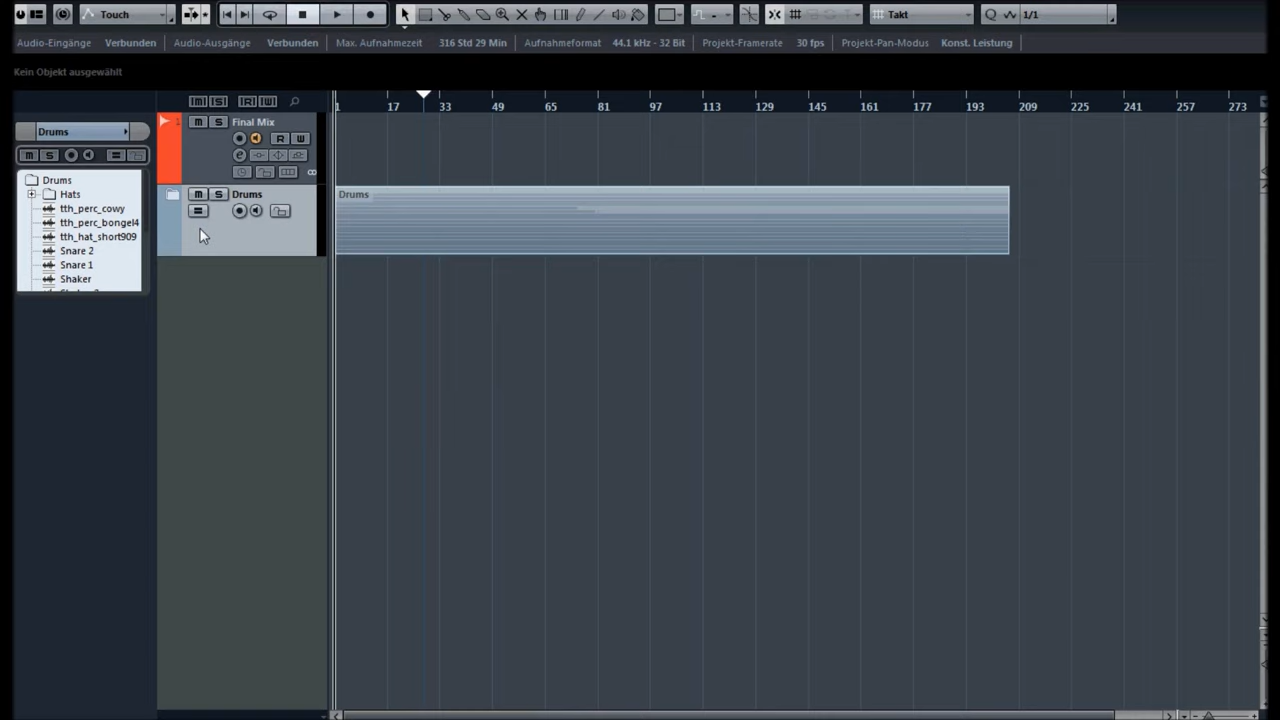 Touch Takt 1/1
Audio-Eingänge Verbunden Audio-Ausgänge Verbunden Max. Aufnahmezeit 316 Std 29 Min Aufnahmeformat 44.1 kHz - 32 Bit Projekt-Framerate 30 fps Projekt-Pan-Modus Konst. Leistung
Kein Objekt ausgewählt
M S R W
1 17 33 49 65 81 97 113 129 145 161 177 193 209 225 241 257 273
Drums
m S
Drums
Hats
tth_perc_cowy
tth_perc_bongel4
tth_hat_short909
Snare 2
Snare 1
Shaker
1 m S Final Mix
R W
e
m S Drums
Drums